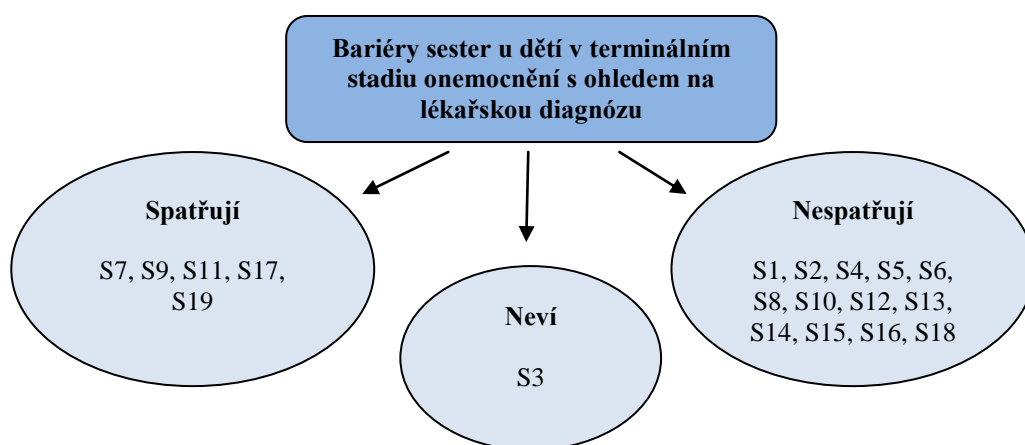 Bariéry sester u dětí v terminálním
stadiu onemocnění s ohledem na
lékařskou diagnózu
Spatřují
S7, S9, S11, S17,
S19
Neví
S3
Nespatřují
S1, S2, S4, S5, S6,
S8, S10, S12, S13,
S14, S15, S16, S18